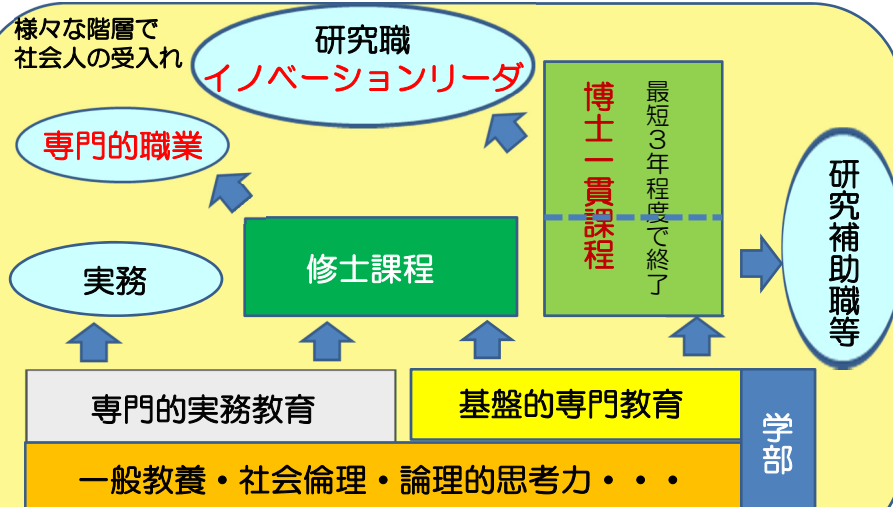 様々な階層で
社会人の受入れ
研究職
イノベーションリーダ
専門的職業
実務
修士課程
博士一貫課程
最短３年程度で終了
研究補助職等
専門的実務教育
基盤的専門教育
学部
一般教養・社会倫理・論理的思考力・・・